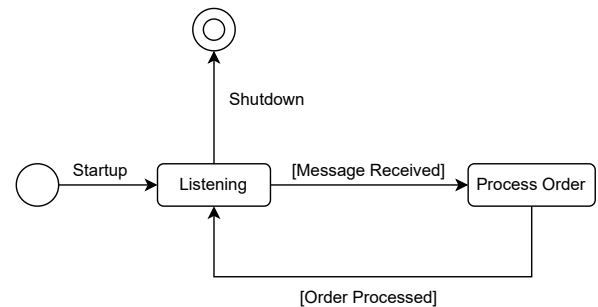 Shutdown
Startup
Listening
[Message Received]
Process Order
[Order Processed]